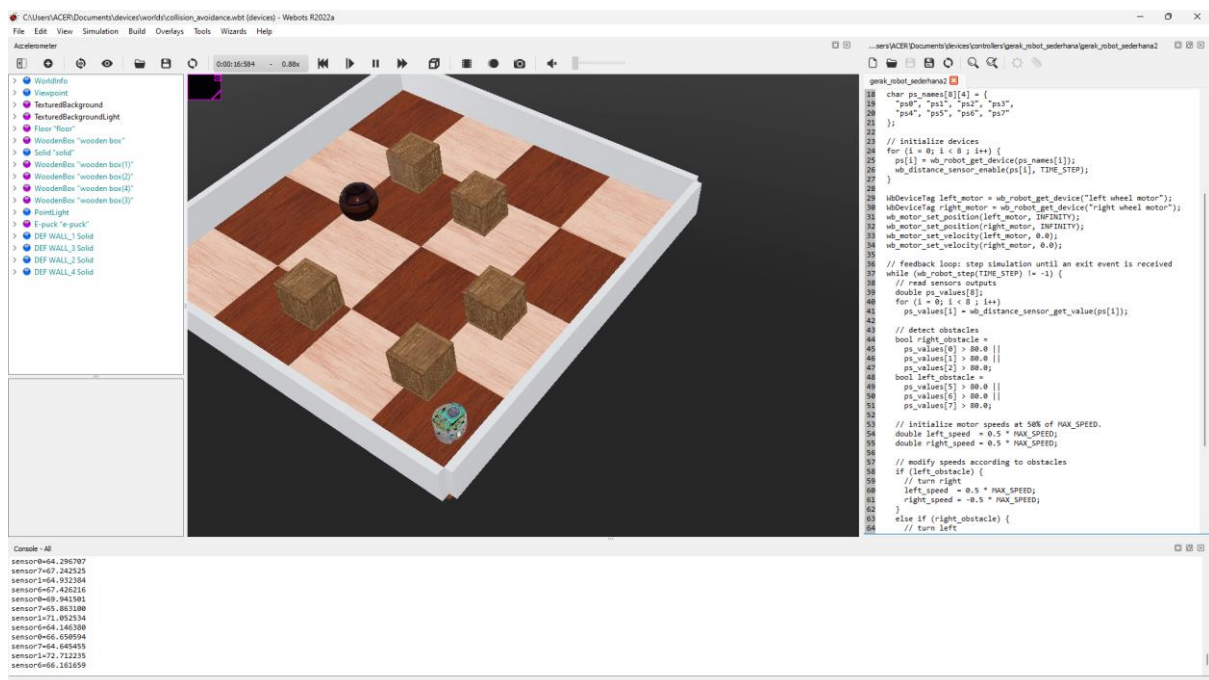 C:\Users\ACER\Documents\devices\worlds\collision_avoidance.wbt (devices) - Webots R2022a
File Edit View Simulation Build Overlays Tools Wizards Help
Accelerometer
0:00:16:584 - 0.88x
WorldInfo
Viewpoint
TexturedBackground
TexturedBackgroundLight
Floor "floor"
WoodenBox "wooden box"
Solid "solid"
WoodenBox "wooden box(1)"
WoodenBox "wooden box(2)"
WoodenBox "wooden box(4)"
WoodenBox "wooden box(3)"
PointLight
E-puck "e-puck"
DEF WALL_1 Solid
DEF WALL_3 Solid
DEF WALL_2 Solid
DEF WALL_4 Solid
...sers\ACER\Documents\devices\controllers\gerak_robot_sederhana\gerak_robot_sederhana2
gerak_robot_sederhana2
18 char ps_names[8][4] = {
19 "ps0", "ps1", "ps2", "ps3",
20 "ps4", "ps5", "ps6", "ps7"
21 };
22
23 // initialize devices
24 for (i = 0; i < 8 ; i++) {
25 ps[i] = wb_robot_get_device(ps_names[i]);
26 wb_distance_sensor_enable(ps[i], TIME_STEP);
27 }
28
29 WbDeviceTag left_motor = wb_robot_get_device("left wheel motor");
30 WbDeviceTag right_motor = wb_robot_get_device("right wheel motor");
31 wb_motor_set_position(left_motor, INFINITY);
32 wb_motor_set_position(right_motor, INFINITY);
33 wb_motor_set_velocity(left_motor, 0.0);
34 wb_motor_set_velocity(right_motor, 0.0);
35
36 // feedback loop: step simulation until an exit event is received
37 while (wb_robot_step(TIME_STEP) != -1) {
38 // read sensors outputs
39 double ps_values[8];
40 for (i = 0; i < 8 ; i++)
41 ps_values[i] = wb_distance_sensor_get_value(ps[i]);
42
43 // detect obstacles
44 bool right_obstacle =
45 ps_values[0] > 80.0 ||
46 ps_values[1] > 80.0 ||
47 ps_values[2] > 80.0;
48 bool left_obstacle =
49 ps_values[5] > 80.0 ||
50 ps_values[6] > 80.0 ||
51 ps_values[7] > 80.0;
52
53 // initialize motor speeds at 50% of MAX_SPEED.
54 double left_speed = 0.5 * MAX_SPEED;
55 double right_speed = 0.5 * MAX_SPEED;
56
57 // modify speeds according to obstacles
58 if (left_obstacle) {
59 // turn right
60 left_speed = 0.5 * MAX_SPEED;
61 right_speed = -0.5 * MAX_SPEED;
62 }
63 else if (right_obstacle) {
64 // turn left
Console - All
sensor0=64.296707
sensor7=67.242525
sensor1=64.932384
sensor6=67.426216
sensor0=69.941501
sensor7=65.863100
sensor1=71.052534
sensor6=64.146380
sensor0=66.650594
sensor7=64.645455
sensor1=72.712235
sensor6=66.161659